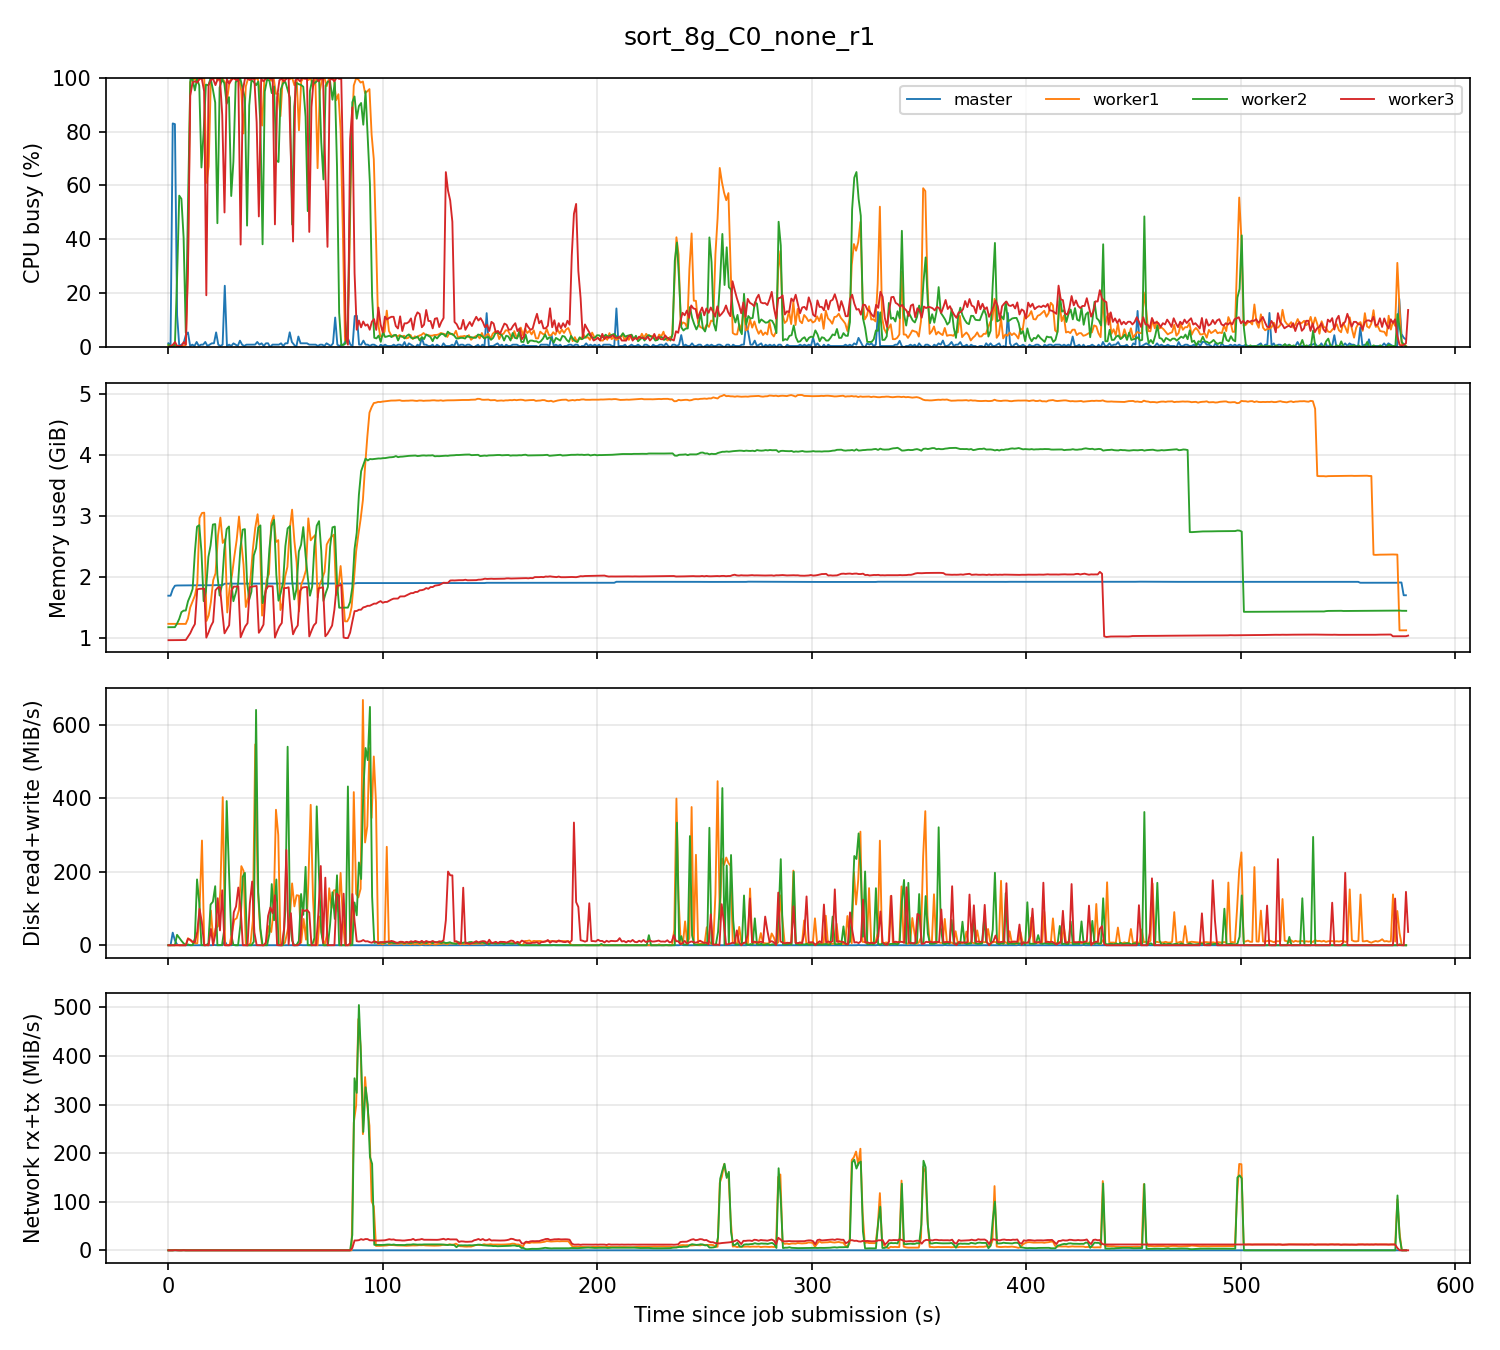 sort_8g_C0_none_r1
CPU busy (%)
100
80
60
40
20
0
master worker1 worker2 worker3
Memory used (GiB)
5
4
3
2
1
Disk read+write (MiB/s)
600
400
200
0
Network rx+tx (MiB/s)
500
400
300
200
100
0
0 100 200 300 400 500 600
Time since job submission (s)